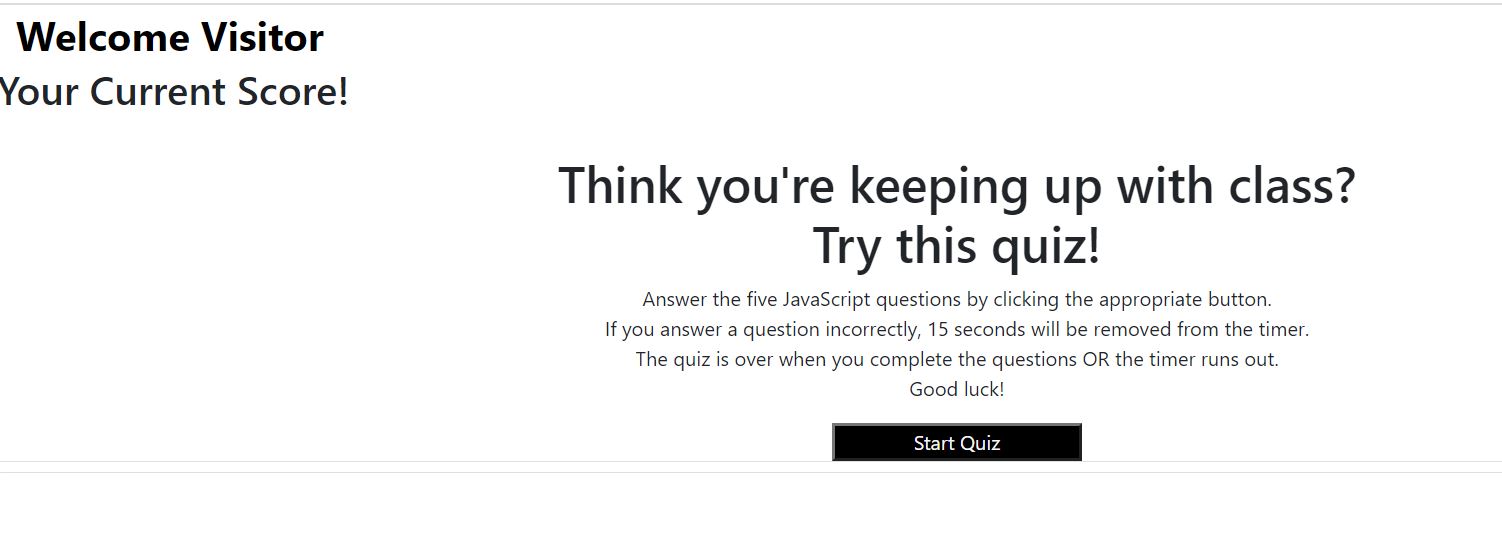 Welcome Visitor
Your Current Score!
Think you're keeping up with class?
Try this quiz!
Answer the five JavaScript questions by clicking the appropriate button.
If you answer a question incorrectly, 15 seconds will be removed from the timer.
The quiz is over when you complete the questions OR the timer runs out.
Good luck!
Start Quiz